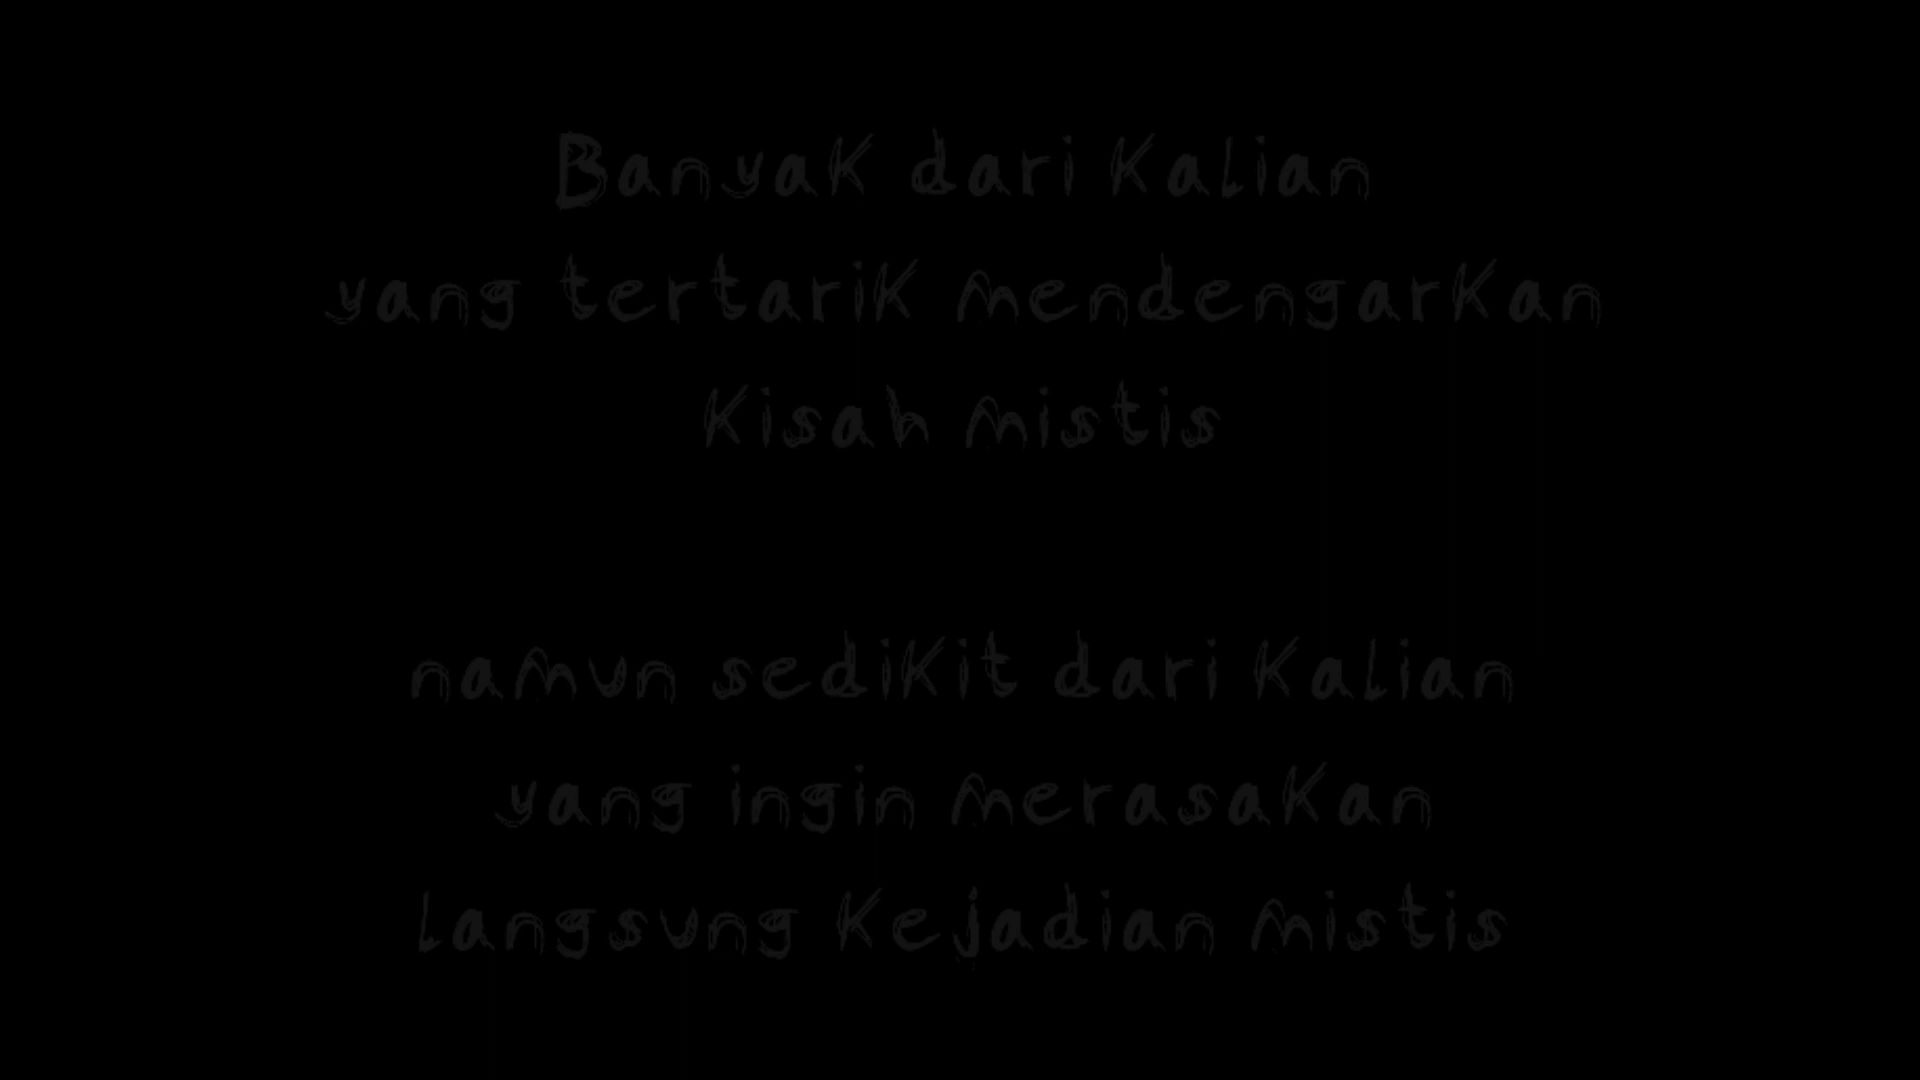 Banyak dari kalian
yang tertarik mendengarkan
kisah mistis
namun sedikit dari kalian
yang ingin merasakan
langsung kejadian mistis